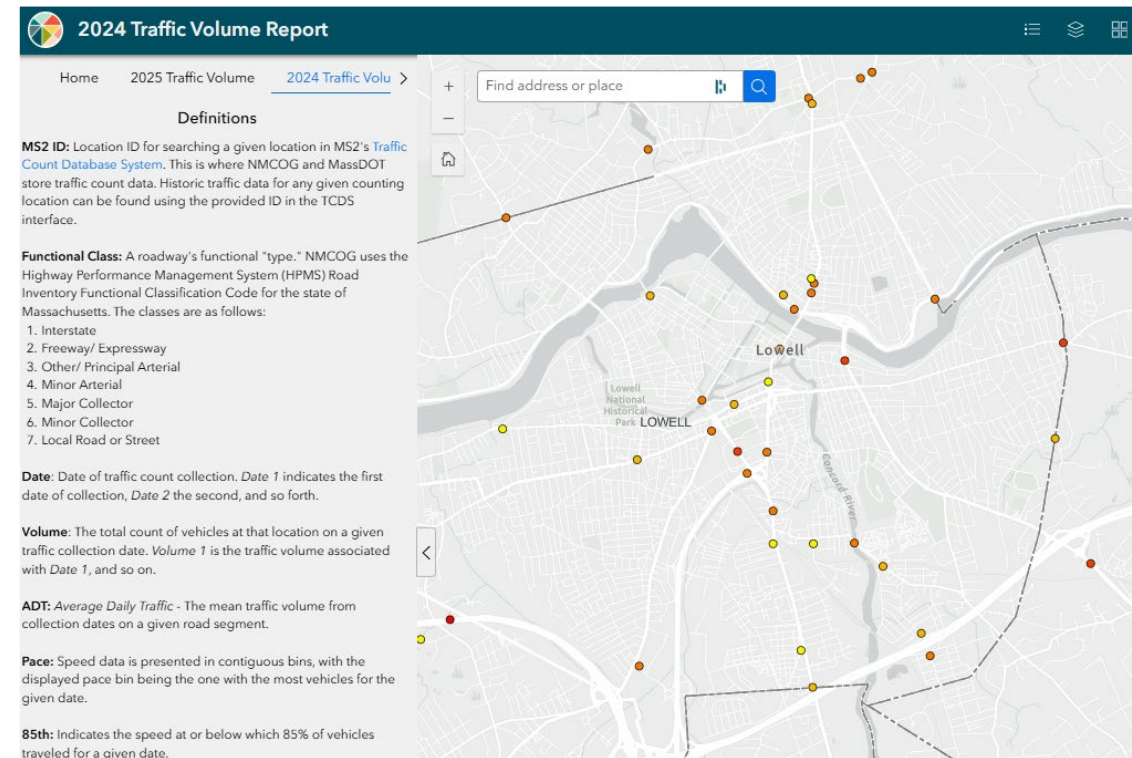 2024 Traffic Volume Report
Home 2025 Traffic Volume 2024 Traffic Volu
Definitions
MS2 ID: Location ID for searching a given location in MS2's Traffic
Count Database System. This is where NMCOG and MassDOT
store traffic count data. Historic traffic data for any given counting
location can be found using the provided ID in the TCDS
interface.
Functional Class: A roadway's functional "type." NMCOG uses the
Highway Performance Management System (HPMS) Road
Inventory Functional Classification Code for the state of
Massachusetts. The classes are as follows:
1. Interstate
2. Freeway/ Expressway
3. Other/ Principal Arterial
4. Minor Arterial
5. Major Collector
6. Minor Collector
7. Local Road or Street
Date: Date of traffic count collection. Date 1 indicates the first
date of collection, Date 2 the second, and so forth.
Volume: The total count of vehicles at that location on a given
traffic collection date. Volume 1 is the traffic volume associated
with Date 1, and so on.
ADT: Average Daily Traffic - The mean traffic volume from
collection dates on a given road segment.
Pace: Speed data is presented in contiguous bins, with the
displayed pace bin being the one with the most vehicles for the
given date.
85th: Indicates the speed at or below which 85% of vehicles
traveled for a given date.
Find address or place
Lowell
Lowell
National
Historical
Park
LOWELL
Concord River